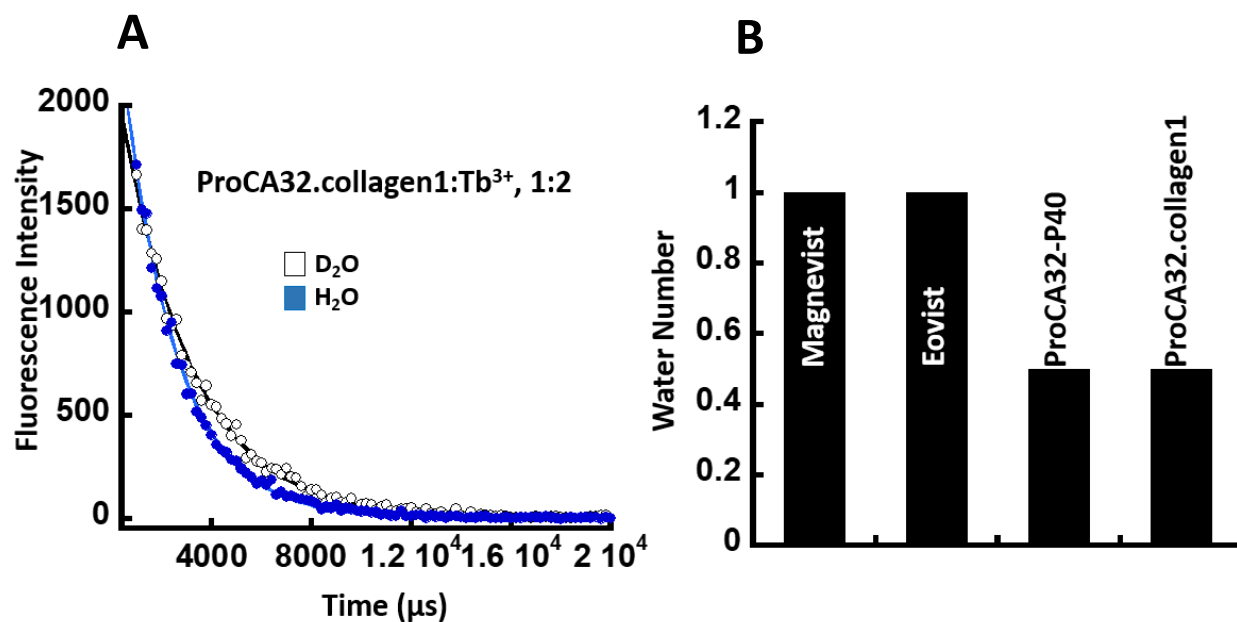 A
2000
1500
1000
500
0
Fluorescence Intensity
ProCA32.collagen1:Tb³⁺, 1:2
D₂O
H₂O
4000 8000 1.2 10⁴ 1.6 10⁴ 2 10⁴
Time (μs)
B
1.2
1
0.8
0.6
0.4
0.2
0
Water Number
Magnevist
Eovist
ProCA32-P40
ProCA32.collagen1